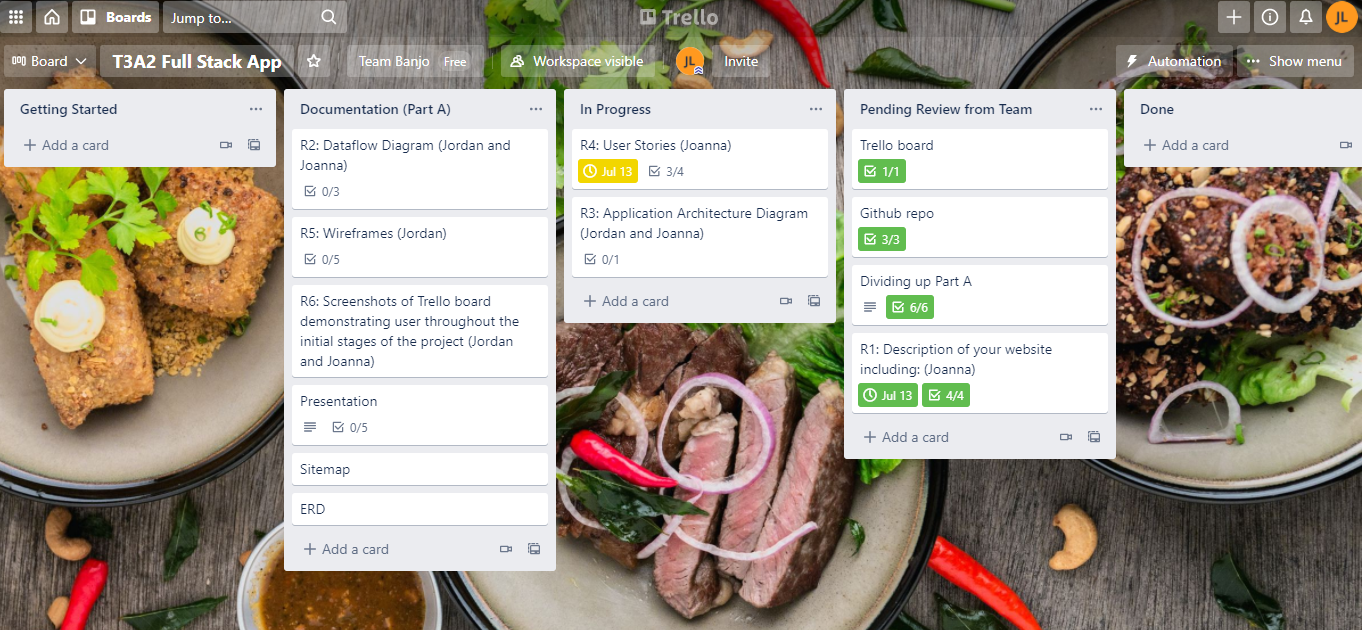 Boards
Jump to...
Trello
Board
T3A2 Full Stack App
Team Banjo
Free
Workspace visible
JL
Invite
Automation
Show menu
JL
Getting Started
Add a card
Documentation (Part A)
R2: Dataflow Diagram (Jordan and
Joanna)
0/3
R5: Wireframes (Jordan)
0/5
R6: Screenshots of Trello board
demonstrating user throughout the
initial stages of the project (Jordan
and Joanna)
Presentation
0/5
Sitemap
ERD
Add a card
In Progress
R4: User Stories (Joanna)
Jul 13 3/4
R3: Application Architecture Diagram
(Jordan and Joanna)
0/1
Add a card
Pending Review from Team
Trello board
1/1
Github repo
3/3
Dividing up Part A
6/6
R1: Description of your website
including: (Joanna)
Jul 13 4/4
Add a card
Done
Add a card